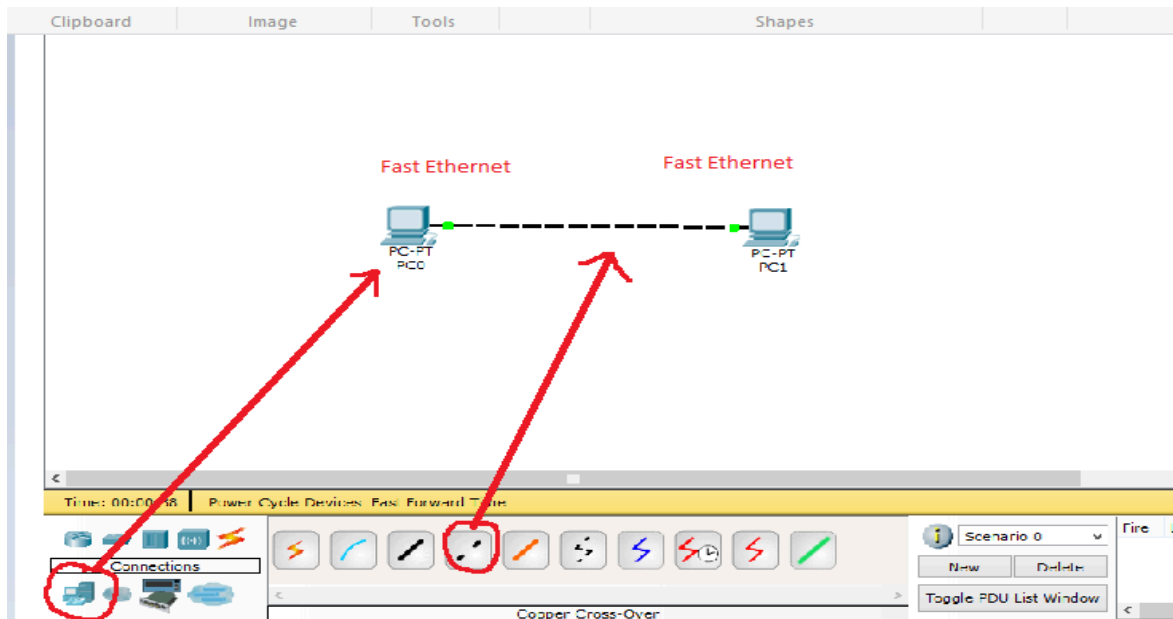 Clipboard Image Tools Shapes
Fast Ethernet Fast Ethernet
PC-PT PC-PT
PC0 PC1
Power Cycle Devices Fast Forward Time
Connections
Copper Cross-Over
Scenario 0
New Delete
Toggle PDU List Window
Fire